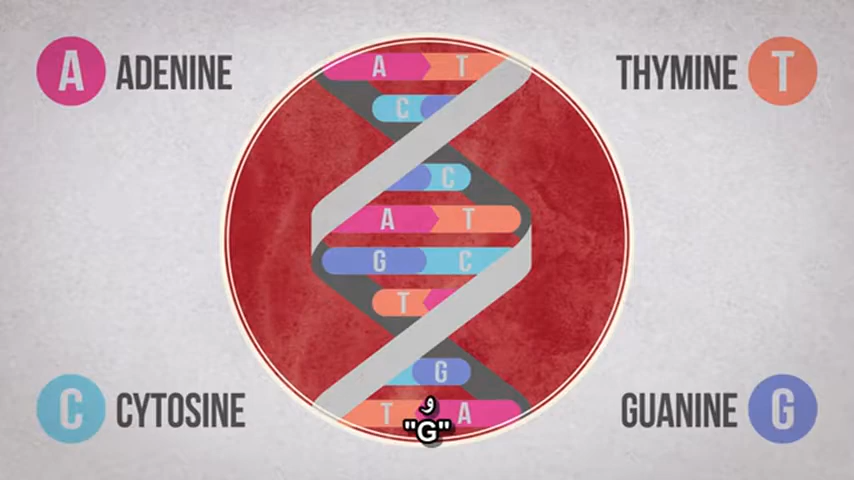 A ADENINE
THYMINE T
A T
C
C
A T
G C
T
G
T A
و
"G"
C CYTOSINE
GUANINE G